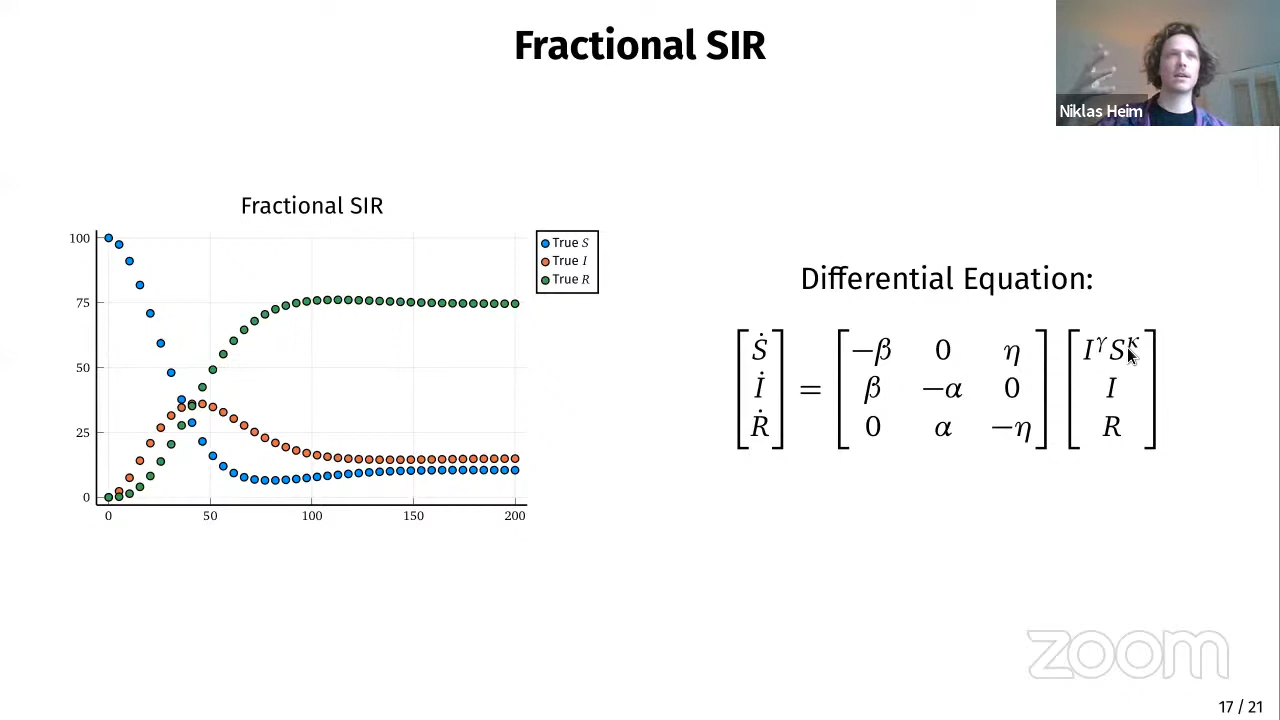 Fractional SIR
Niklas Heim
Fractional SIR
100
75
50
25
0
0 50 100 150 200
True S
True I
True R
Differential Equation:
[Ṡ] = [−β 0 η] [I^γ S^κ]
[İ] = [β −α 0] [I]
[Ṙ] = [0 α −η] [R]
zoom
17 / 21